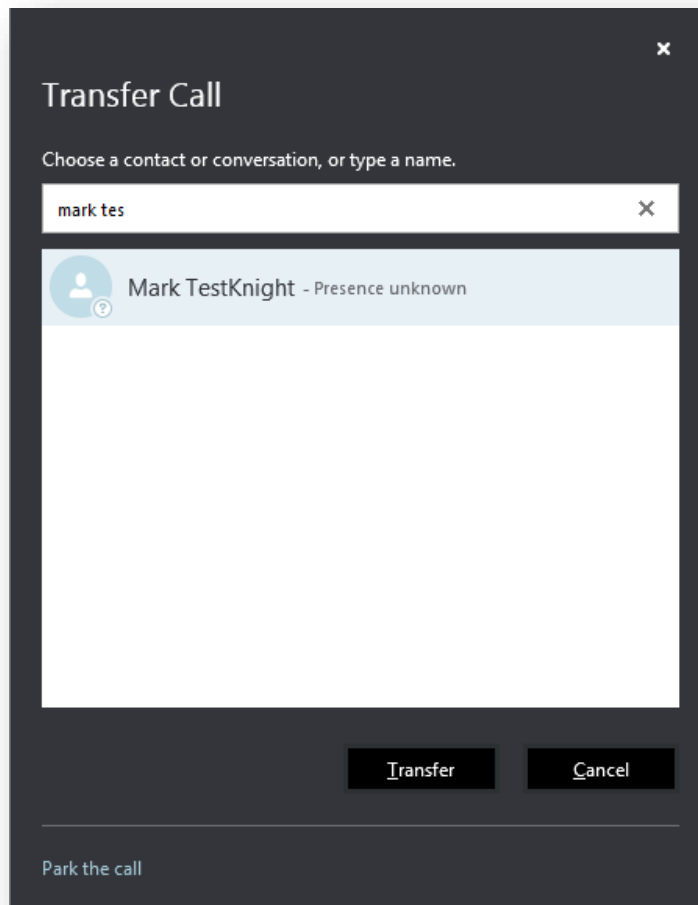 Transfer Call
Choose a contact or conversation, or type a name.
mark tes
Mark TestKnight - Presence unknown
?
Transfer
Cancel
Park the call